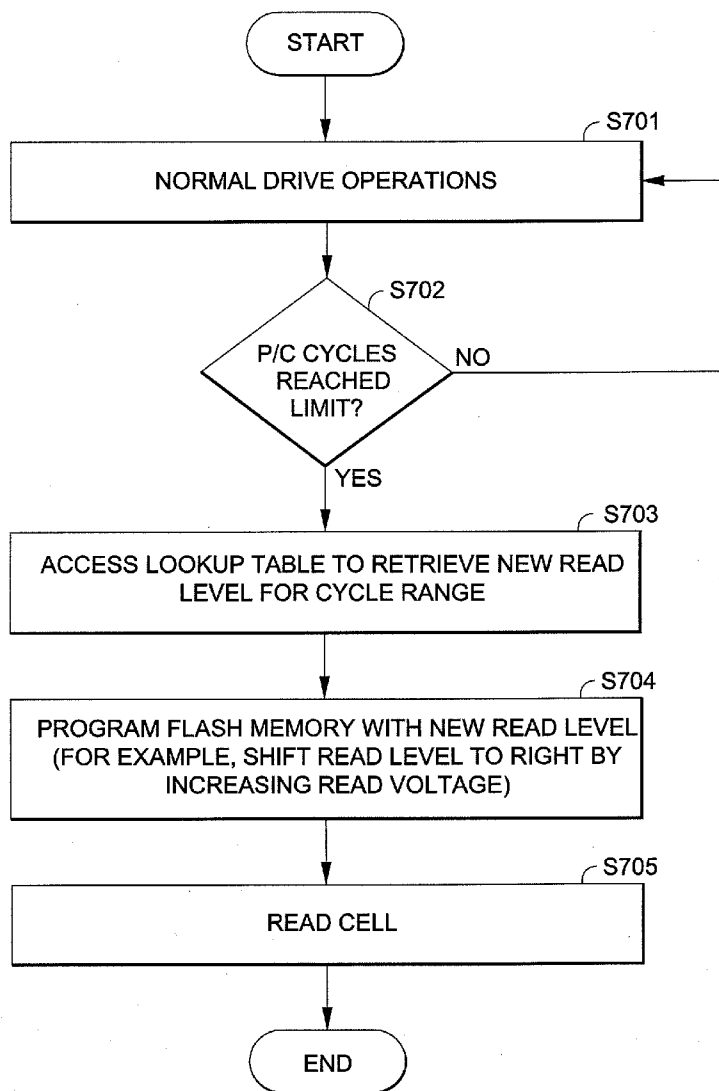 START
S701
NORMAL DRIVE OPERATIONS
S702
P/C CYCLES
REACHED
LIMIT?
NO
YES
S703
ACCESS LOOKUP TABLE TO RETRIEVE NEW READ
LEVEL FOR CYCLE RANGE
S704
PROGRAM FLASH MEMORY WITH NEW READ LEVEL
(FOR EXAMPLE, SHIFT READ LEVEL TO RIGHT BY
INCREASING READ VOLTAGE)
S705
READ CELL
END